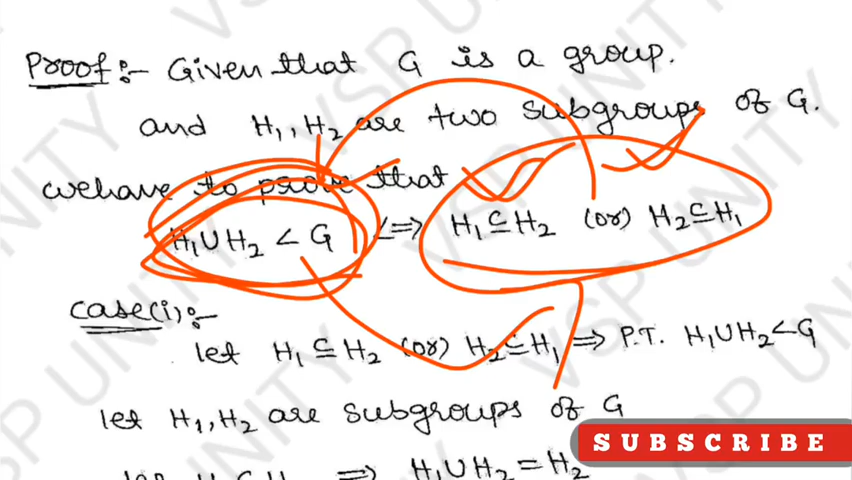 Proof:- Given that G is a group.
and H₁, H₂ are two subgroups of G.
we have to prove that
H₁UH₂ < G <=> H₁⊆H₂ (or) H₂⊆H₁
Case(i):-
let H₁⊆H₂ (or) H₂⊆H₁ => P.T. H₁UH₂<G
let H₁,H₂ are subgroups of G
H₁UH₂=H₂
SUBSCRIBE
VSP UNITY